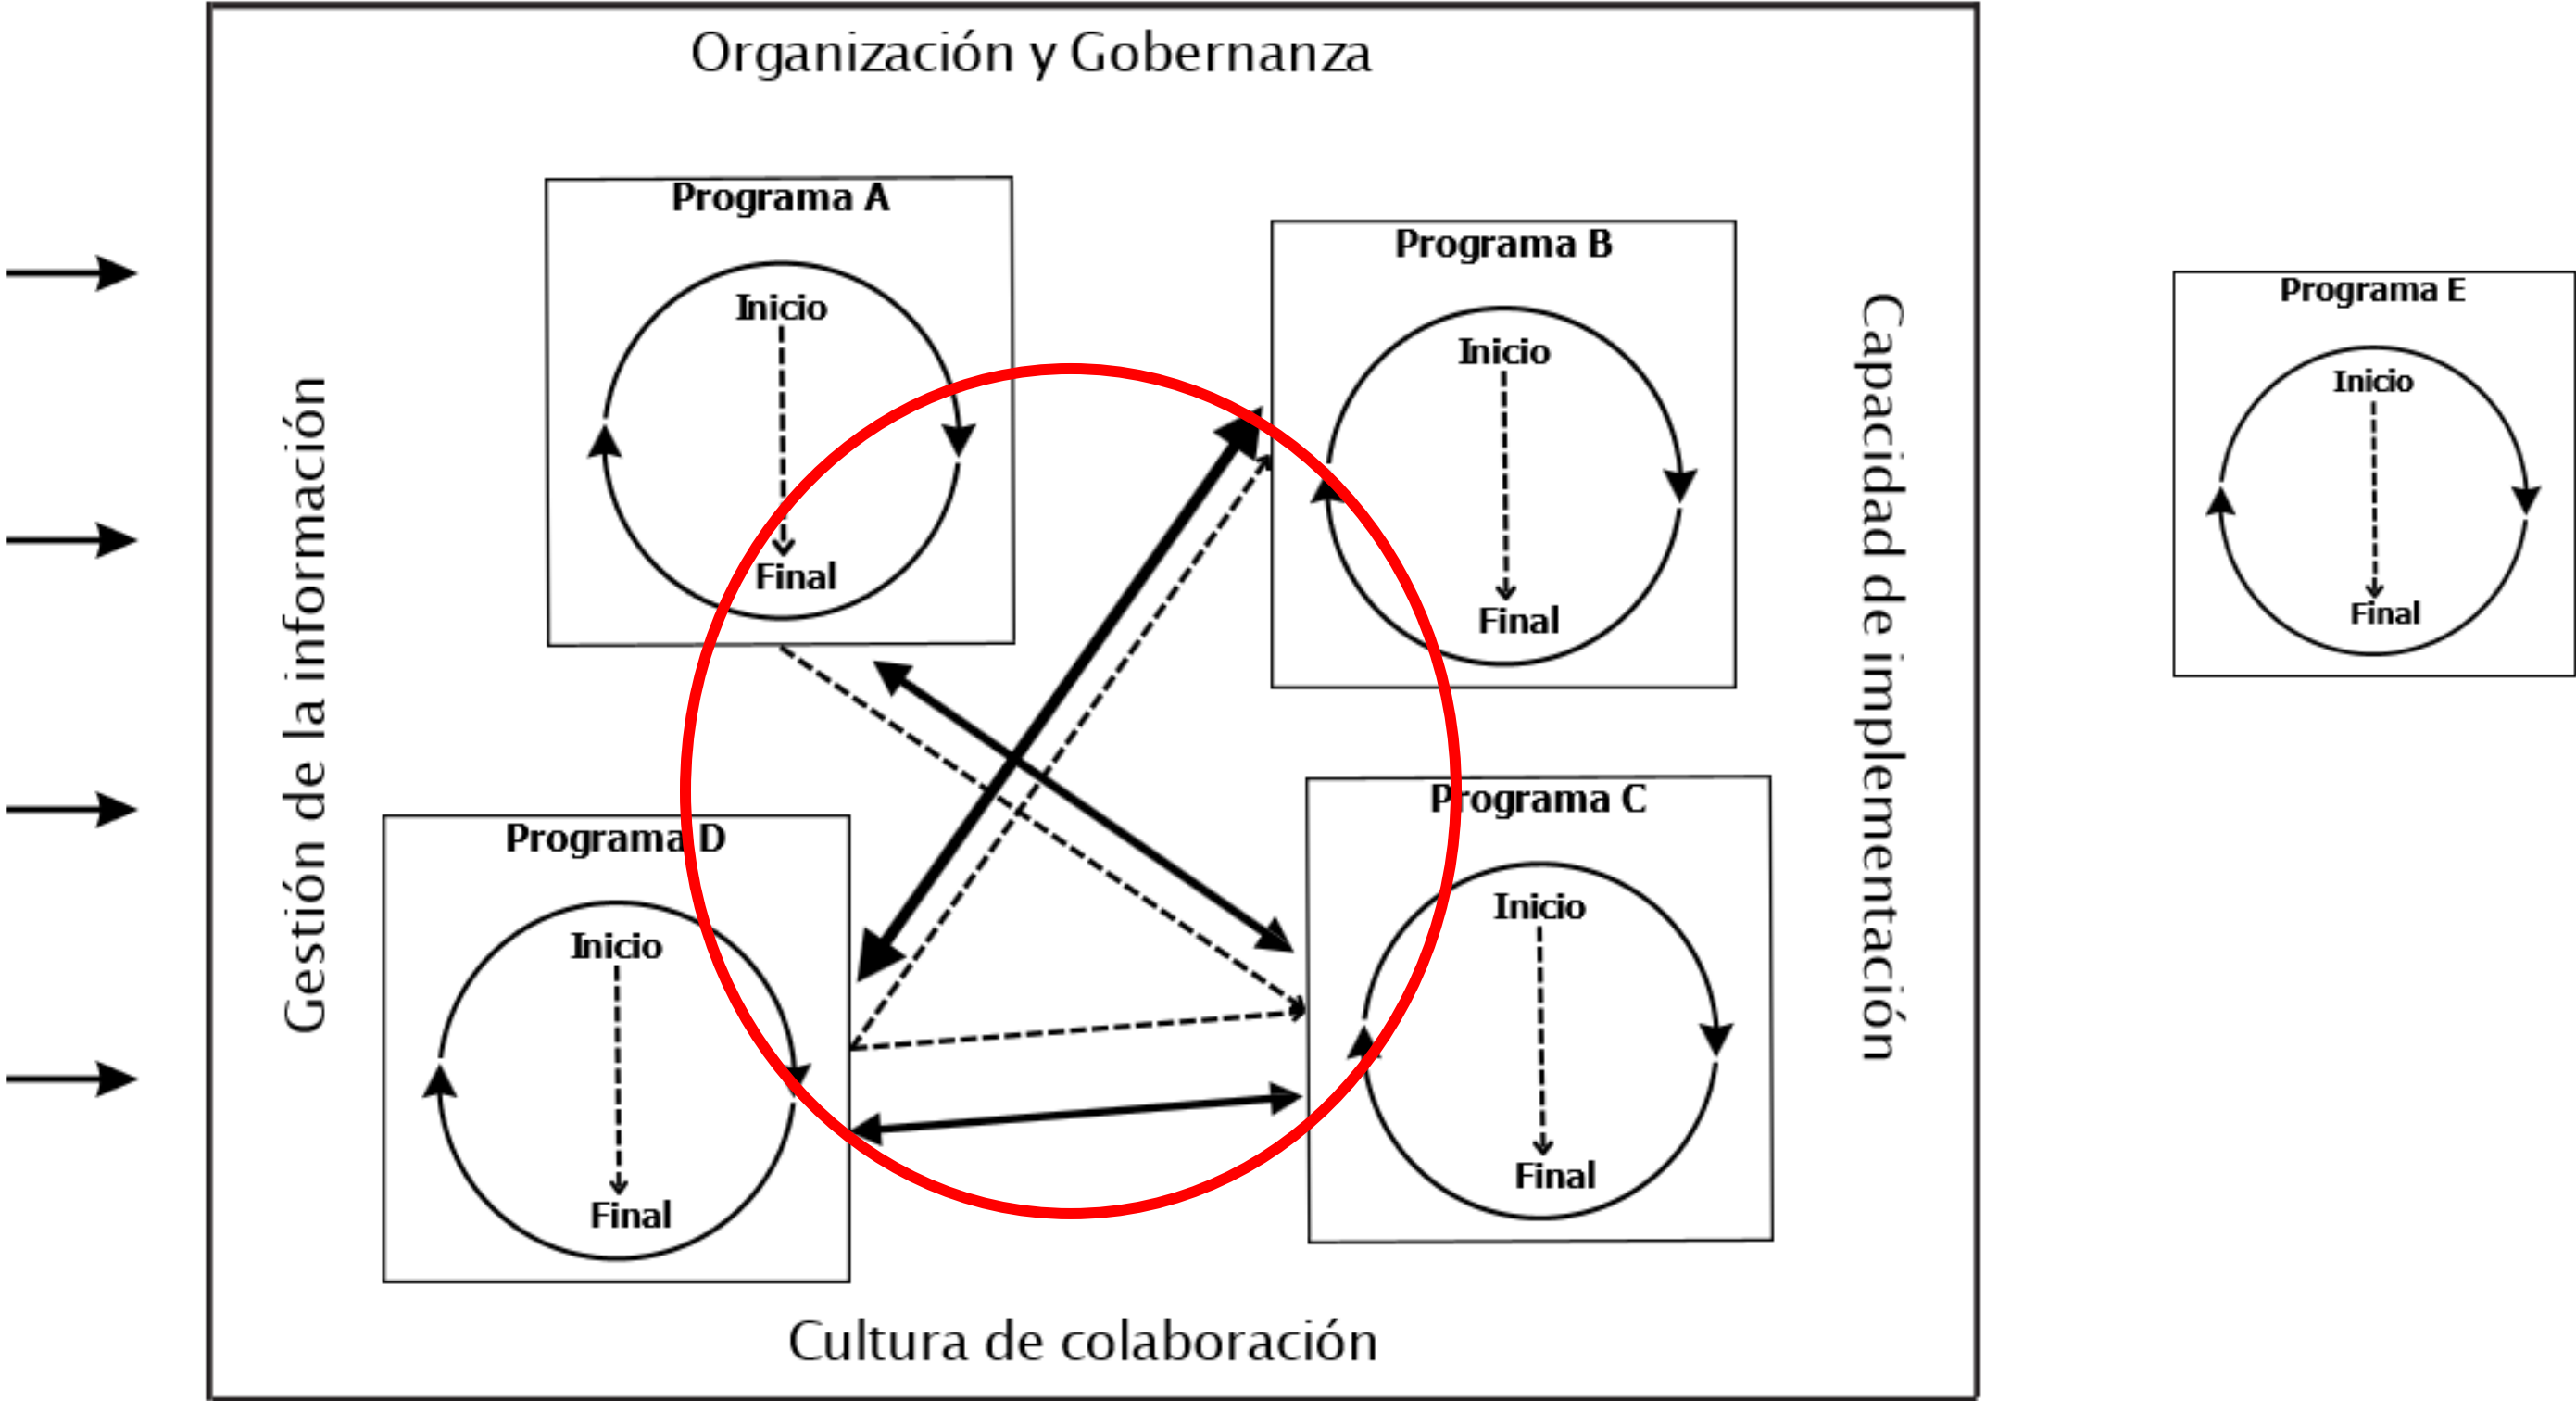 Organización y Gobernanza
Gestión de la información
Programa A
Inicio
Final
Programa B
Inicio
Final
Programa D
Inicio
Final
Programa C
Inicio
Final
Capacidad de implementación
Cultura de colaboración
Programa E
Inicio
Final